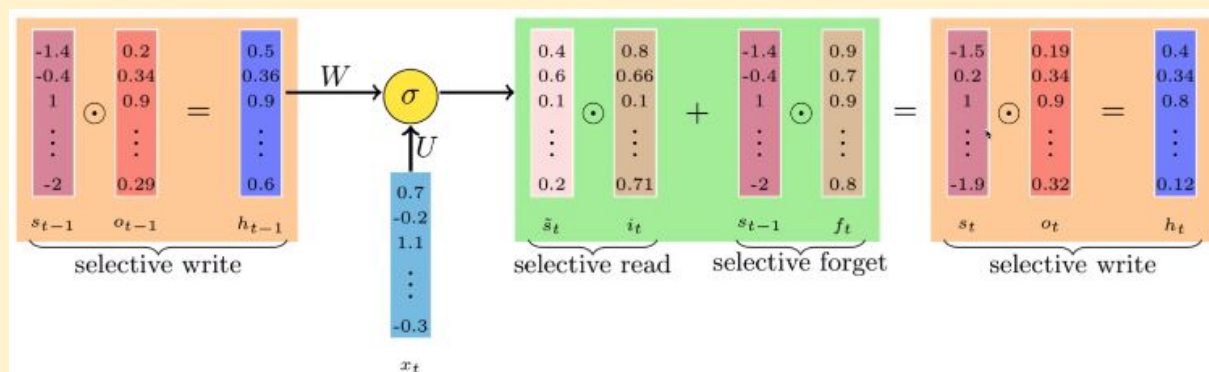 -1.4 0.2 0.5 0.4 0.8 -1.4 0.9 -1.5 0.19 0.4
-0.4 0.34 0.36 W 0.6 0.66 -0.4 0.7 0.2 0.34 0.34
1 ⊙ 0.9 = 0.9 σ 0.1 ⊙ 0.1 + 1 ⊙ 0.9 = 1 ⊙ 0.9 = 0.8
⋮ ⋮ ⋮ U ⋮ ⋮ ⋮ ⋮ ⋮ ⋮ ⋮
-2 0.29 0.6 0.2 0.71 -2 0.8 -1.9 0.32 0.12
s_{t-1} o_{t-1} h_{t-1} s̃_t i_t s_{t-1} f_t s_t o_t h_t
selective write selective read selective forget selective write
0.7
-0.2
1.1
⋮
-0.3
x_t